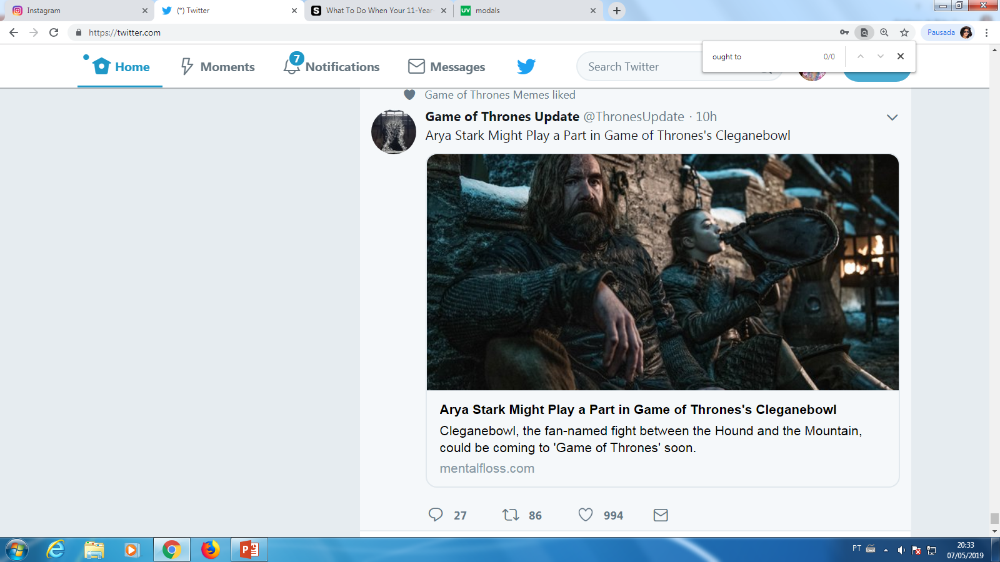 Instagram
(*) Twitter
S What To Do When Your 11-Year-
UV modals
https://twitter.com
Pausada
ought to 0/0
Home
Moments
7 Notifications
Messages
Search Twitter
Game of Thrones Memes liked
Game of Thrones Update @ThronesUpdate · 10h
Arya Stark Might Play a Part in Game of Thrones's Cleganebowl
Arya Stark Might Play a Part in Game of Thrones's Cleganebowl
Cleganebowl, the fan-named fight between the Hound and the Mountain,
could be coming to 'Game of Thrones' soon.
mentalfloss.com
27 86 994
PT
20:33
07/05/2019